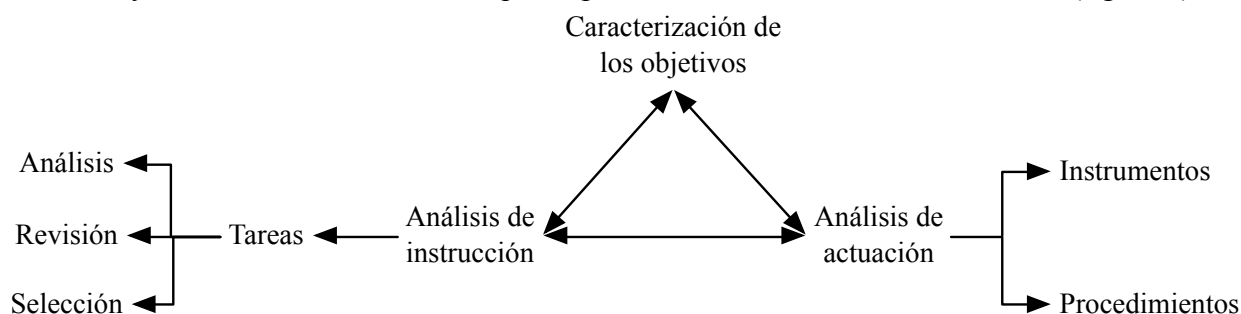 Caracterización de
los objetivos
Análisis
Revisión
Selección
Tareas
Análisis de
instrucción
Análisis de
actuación
Instrumentos
Procedimientos